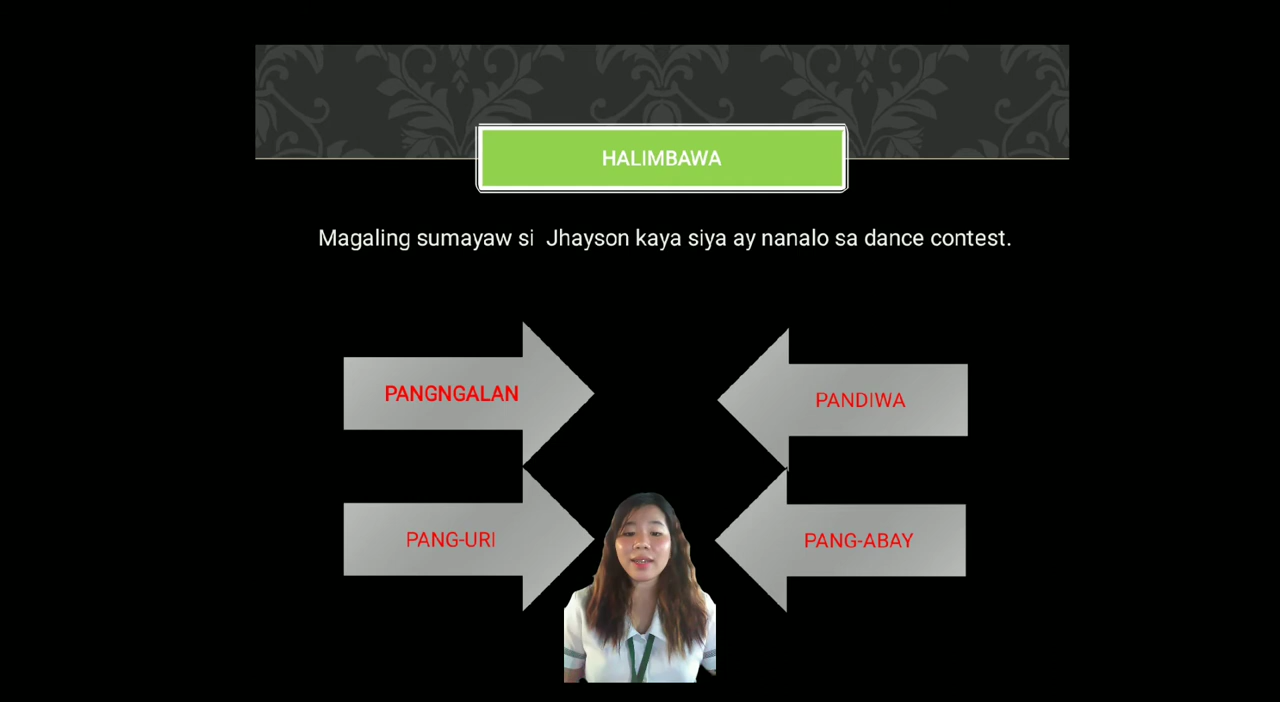 HALIMBAWA
Magaling sumayaw si Jhayson kaya siya ay nanalo sa dance contest.
PANGNGALAN
PANDIWA
PANG-URI
PANG-ABAY